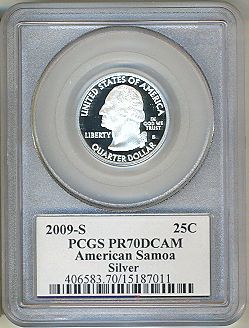 UNITED STATES OF AMERICA
LIBERTY
IN
GOD WE
TRUST
S
QUARTER DOLLAR
2009-S 25C
PCGS PR70DCAM
American Samoa
Silver
406583.70/15187011